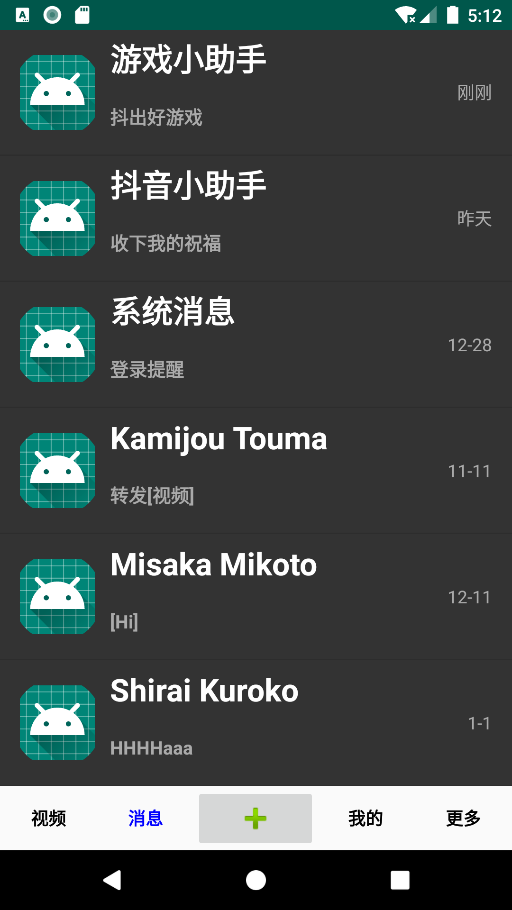 5:12
游戏小助手
抖出好游戏
刚刚
抖音小助手
收下我的祝福
昨天
系统消息
登录提醒
12-28
Kamijou Touma
转发[视频]
11-11
Misaka Mikoto
[Hi]
12-11
Shirai Kuroko
HHHHaaa
1-1
视频 消息 我的 更多